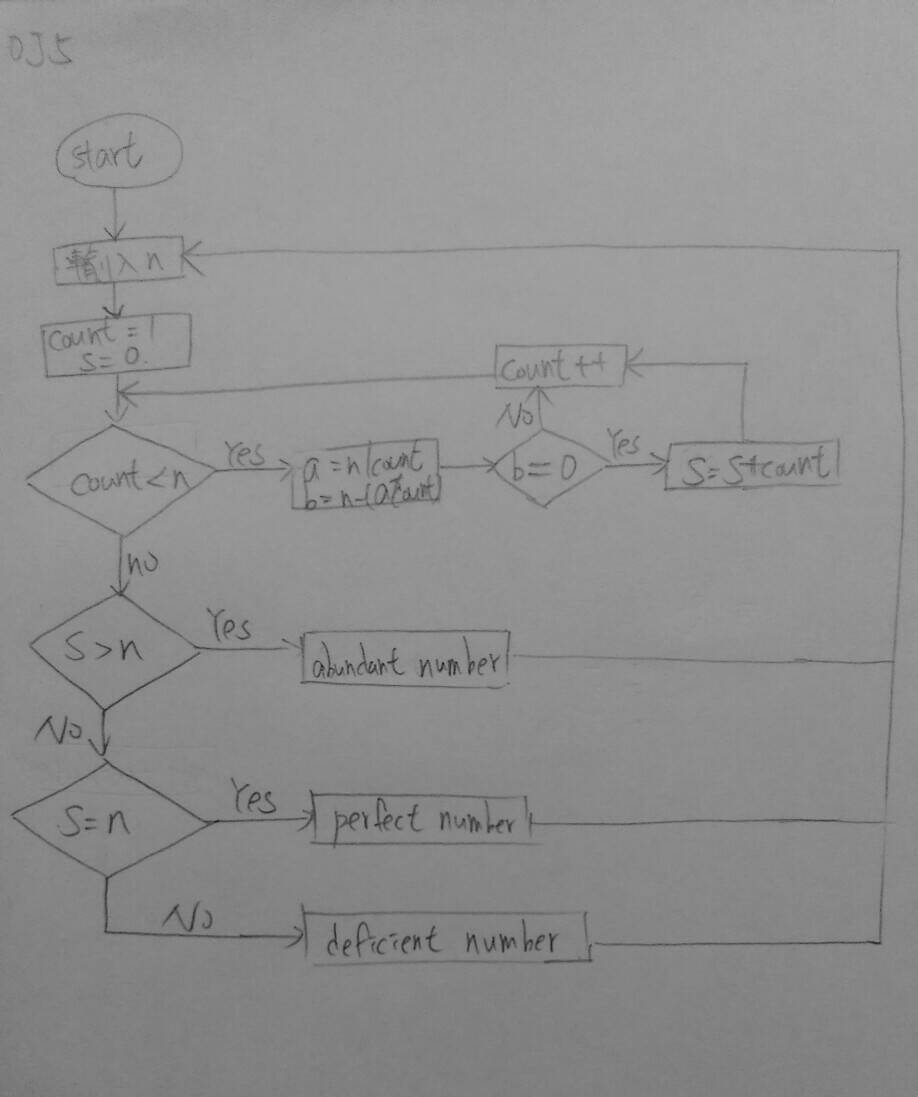 OJ5
start
輸入 n
count = 1
s = 0.
count ++
No
count < n
Yes
a = n/count
b = n-(a*count)
b == 0
Yes
S = S+count
no
S > n
Yes
abundant number
No
S = n
Yes
perfect number
No
deficient number